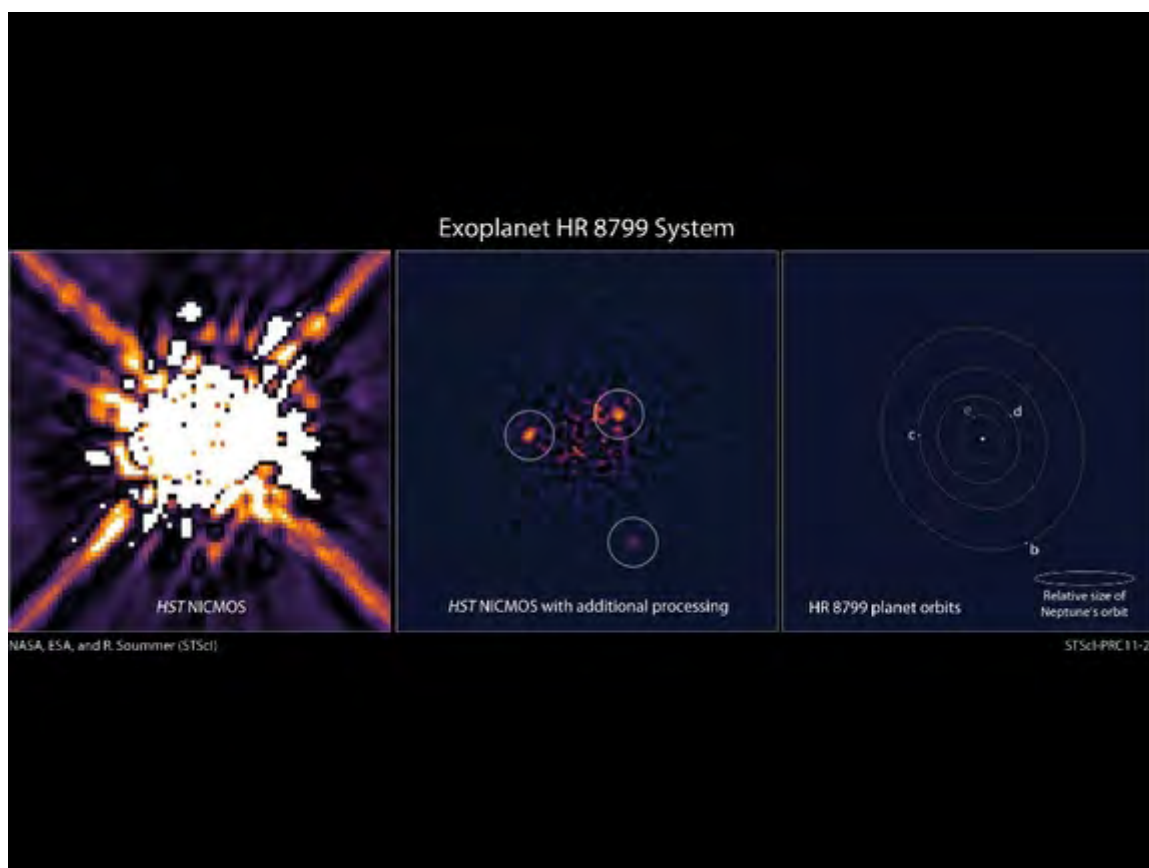 Exoplanet HR 8799 System
e
d
c
b
HST NICMOS
HST NICMOS with additional processing
HR 8799 planet orbits
Relative size of
Neptune's orbit
NASA, ESA, and R. Soummer (STScI)
STScI-PRC11-2